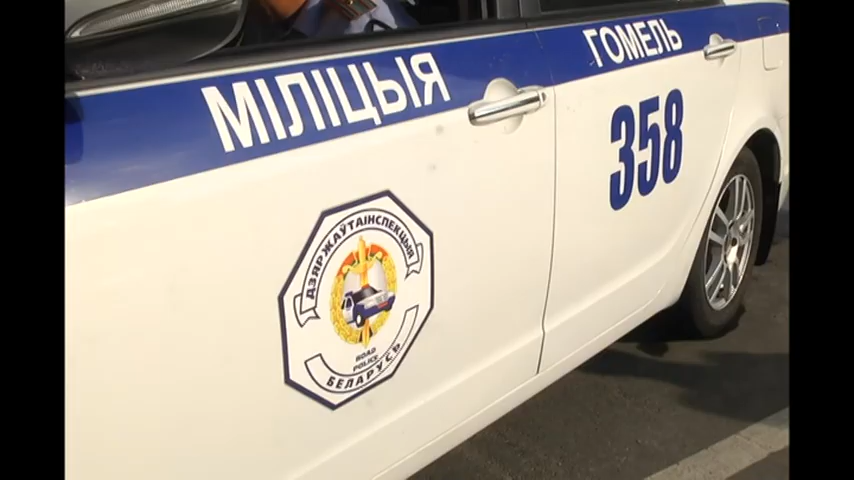 МІЛІЦЫЯ
ГОМЕЛЬ
358
ДЗЯРЖАЎТАІНСПЕКЦЫЯ
ROAD
POLICE
БЕЛАРУСЬ